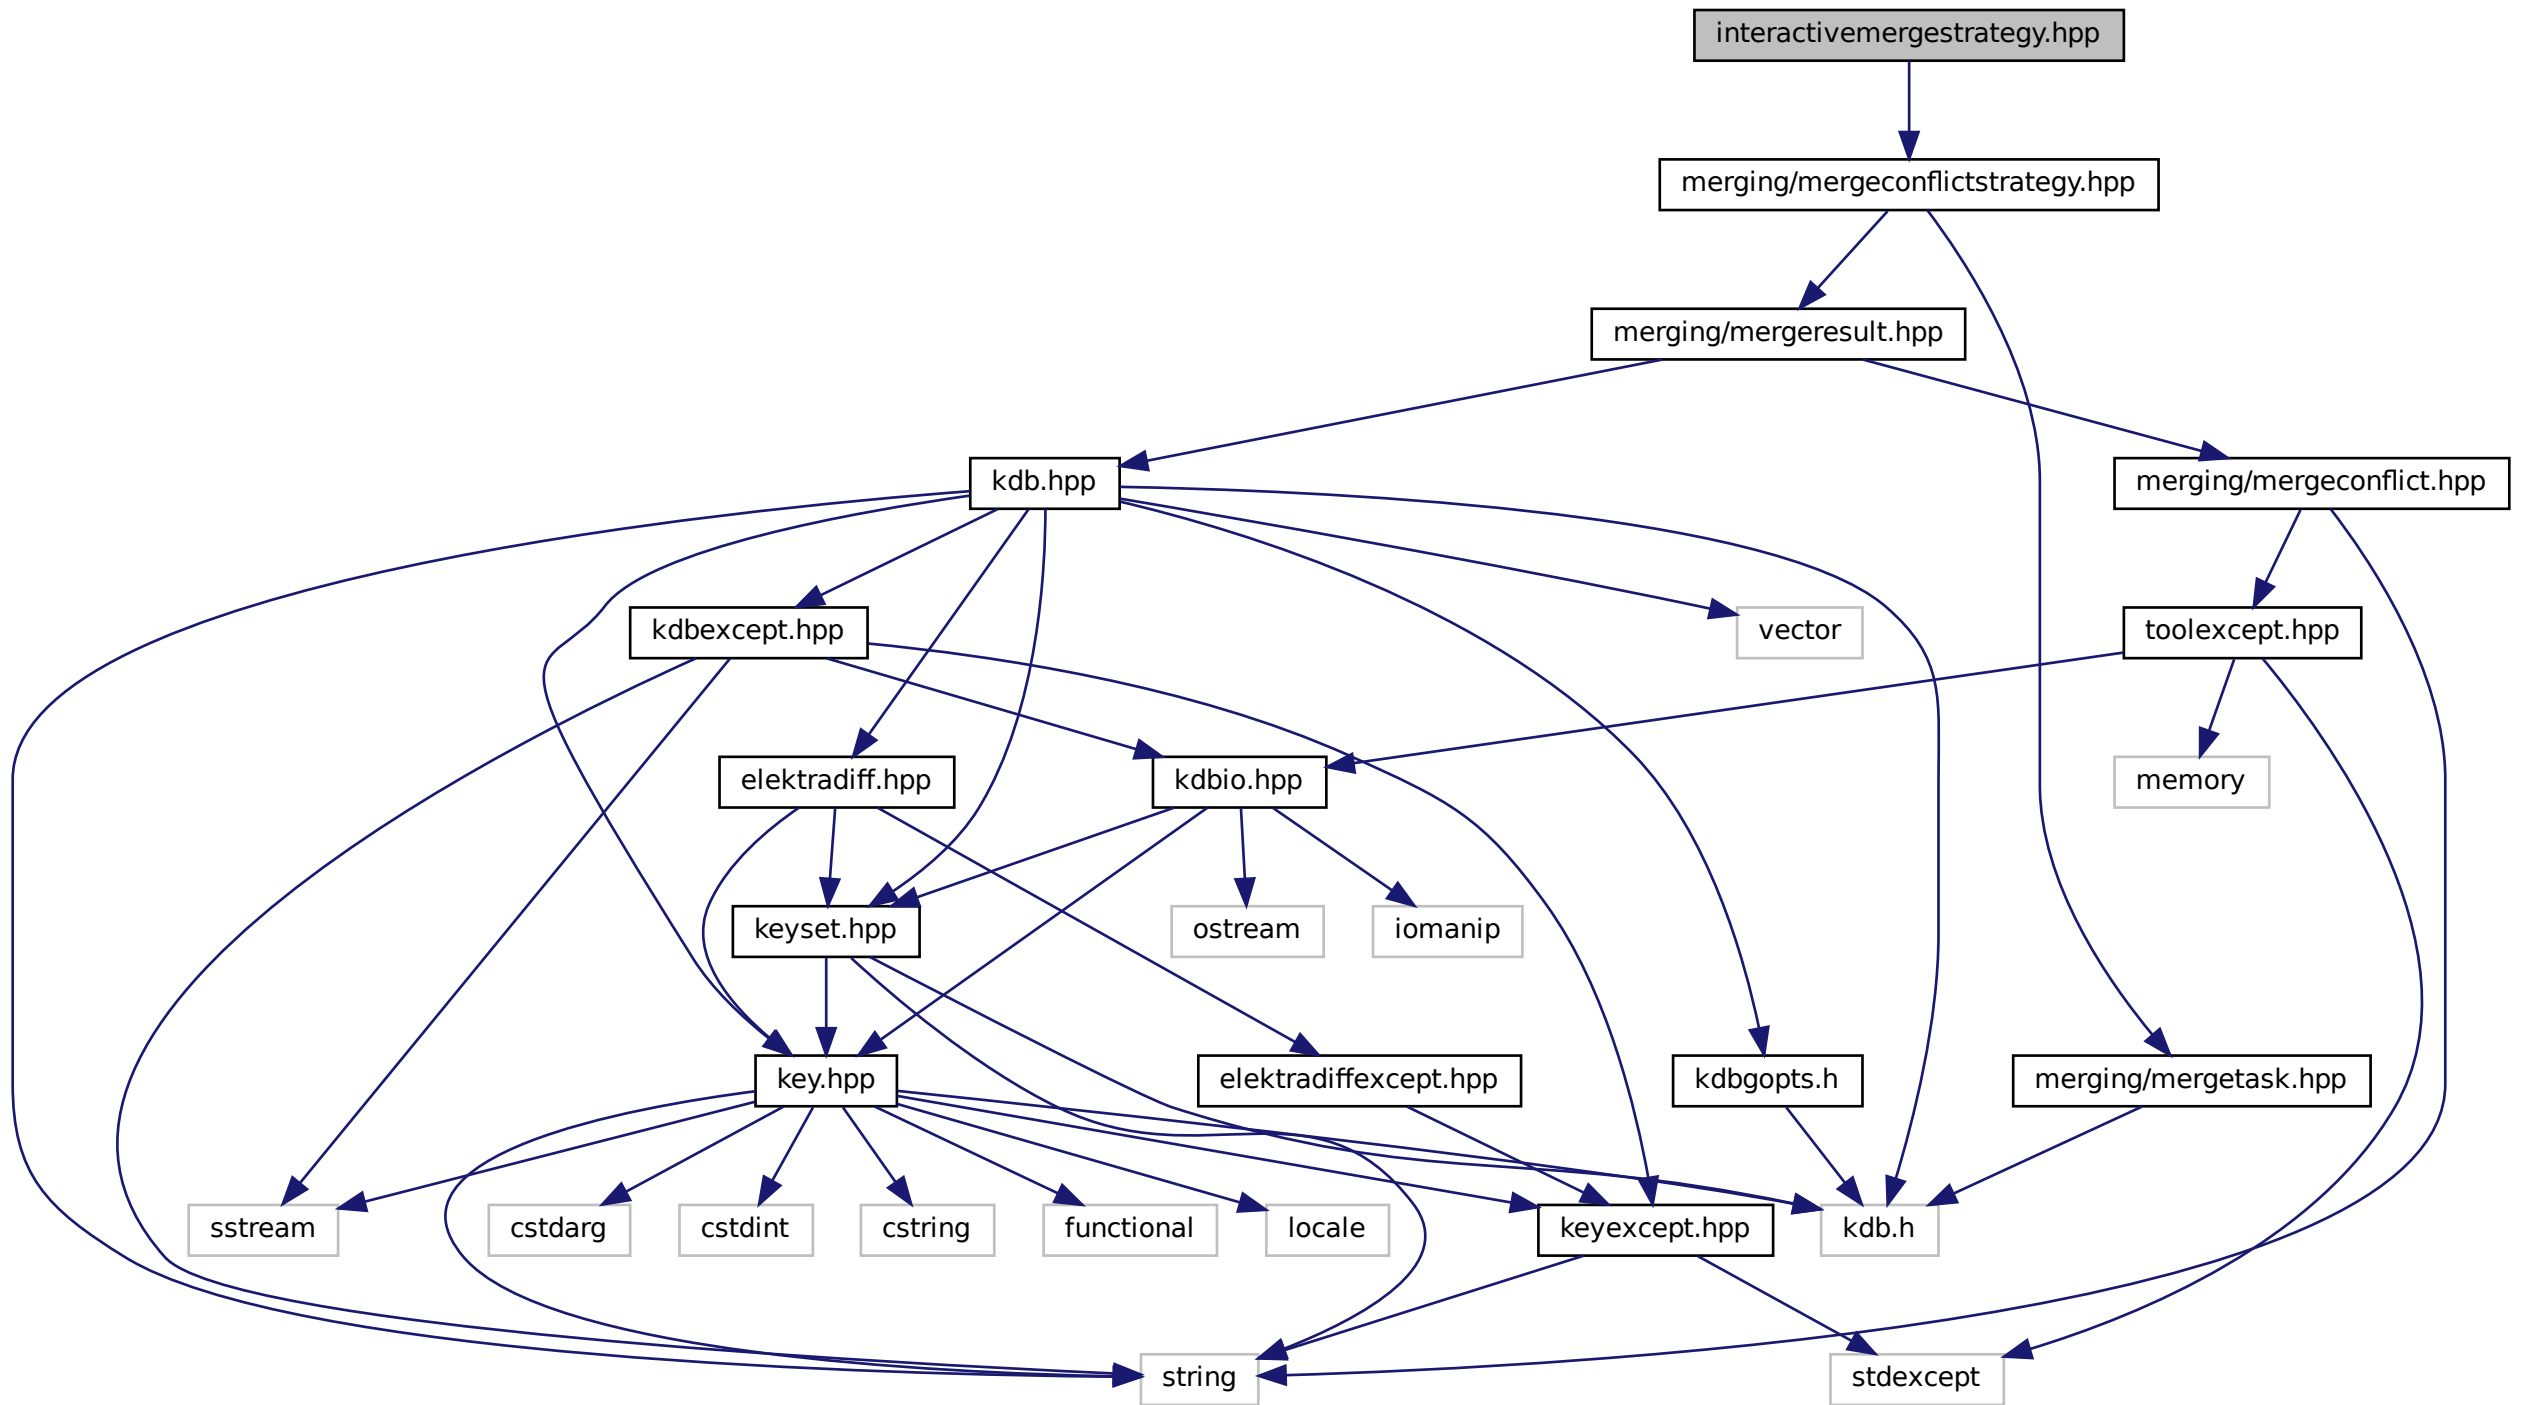 interactivemergestrategy.hpp
merging/mergeconflictstrategy.hpp
merging/mergeresult.hpp
kdb.hpp
merging/mergeconflict.hpp
kdbexcept.hpp
vector
toolexcept.hpp
elektradiff.hpp
kdbio.hpp
memory
keyset.hpp
ostream
iomanip
key.hpp
elektradiffexcept.hpp
kdbgopts.h
merging/mergetask.hpp
sstream
cstdarg
cstdint
cstring
functional
locale
keyexcept.hpp
kdb.h
string
stdexcept